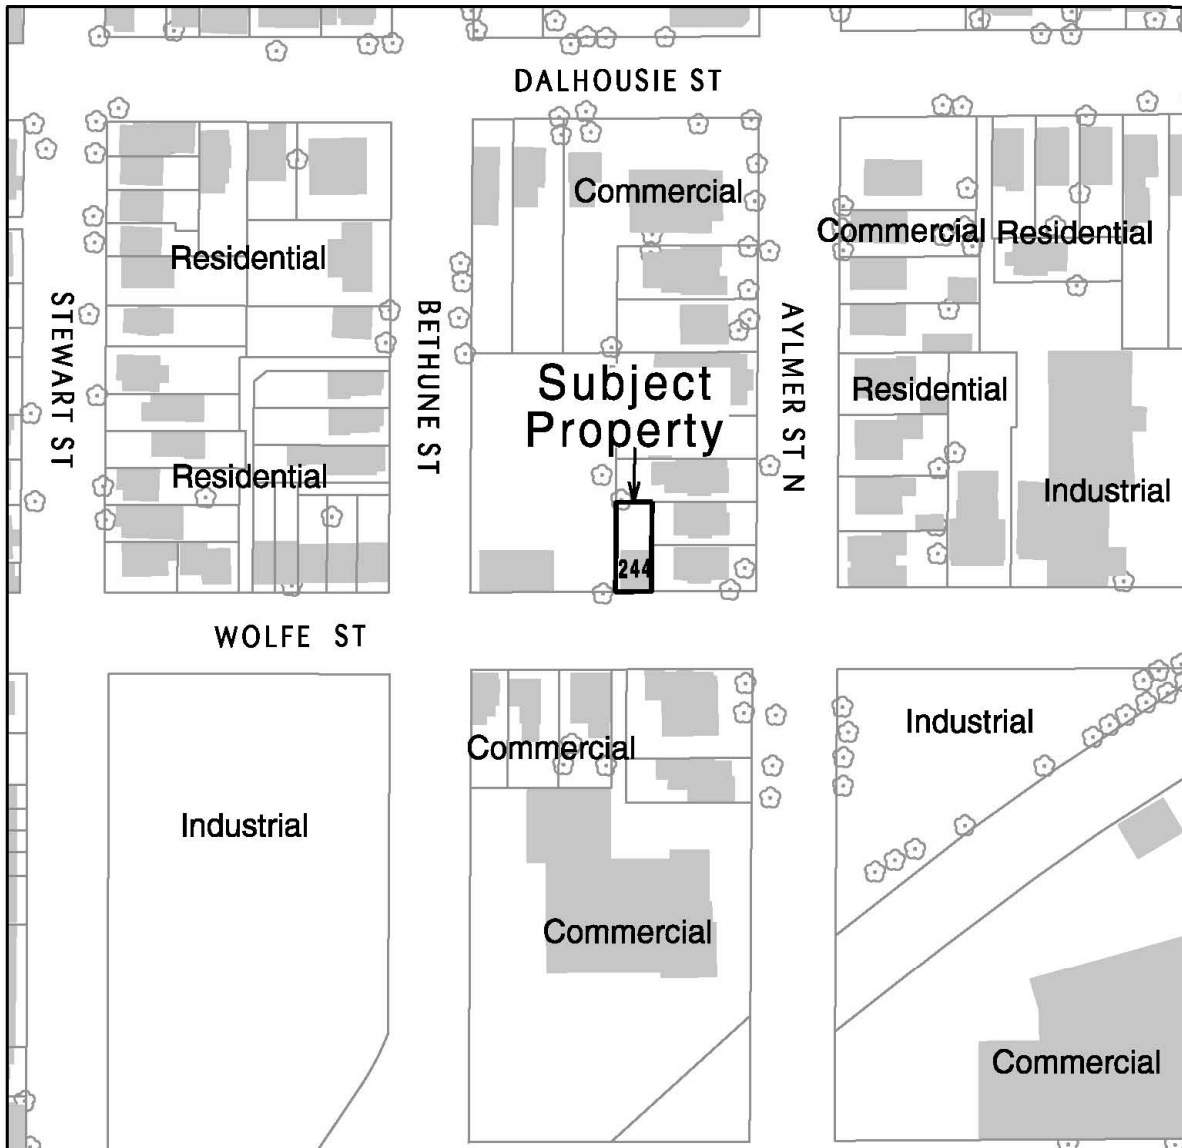 DALHOUSIE ST
Commercial
Commercial
Residential
Residential
STEWART ST
BETHUNE ST
AYLMER ST N
Subject
Property
Residential
Residential
Industrial
244
WOLFE ST
Industrial
Commercial
Industrial
Commercial
Commercial